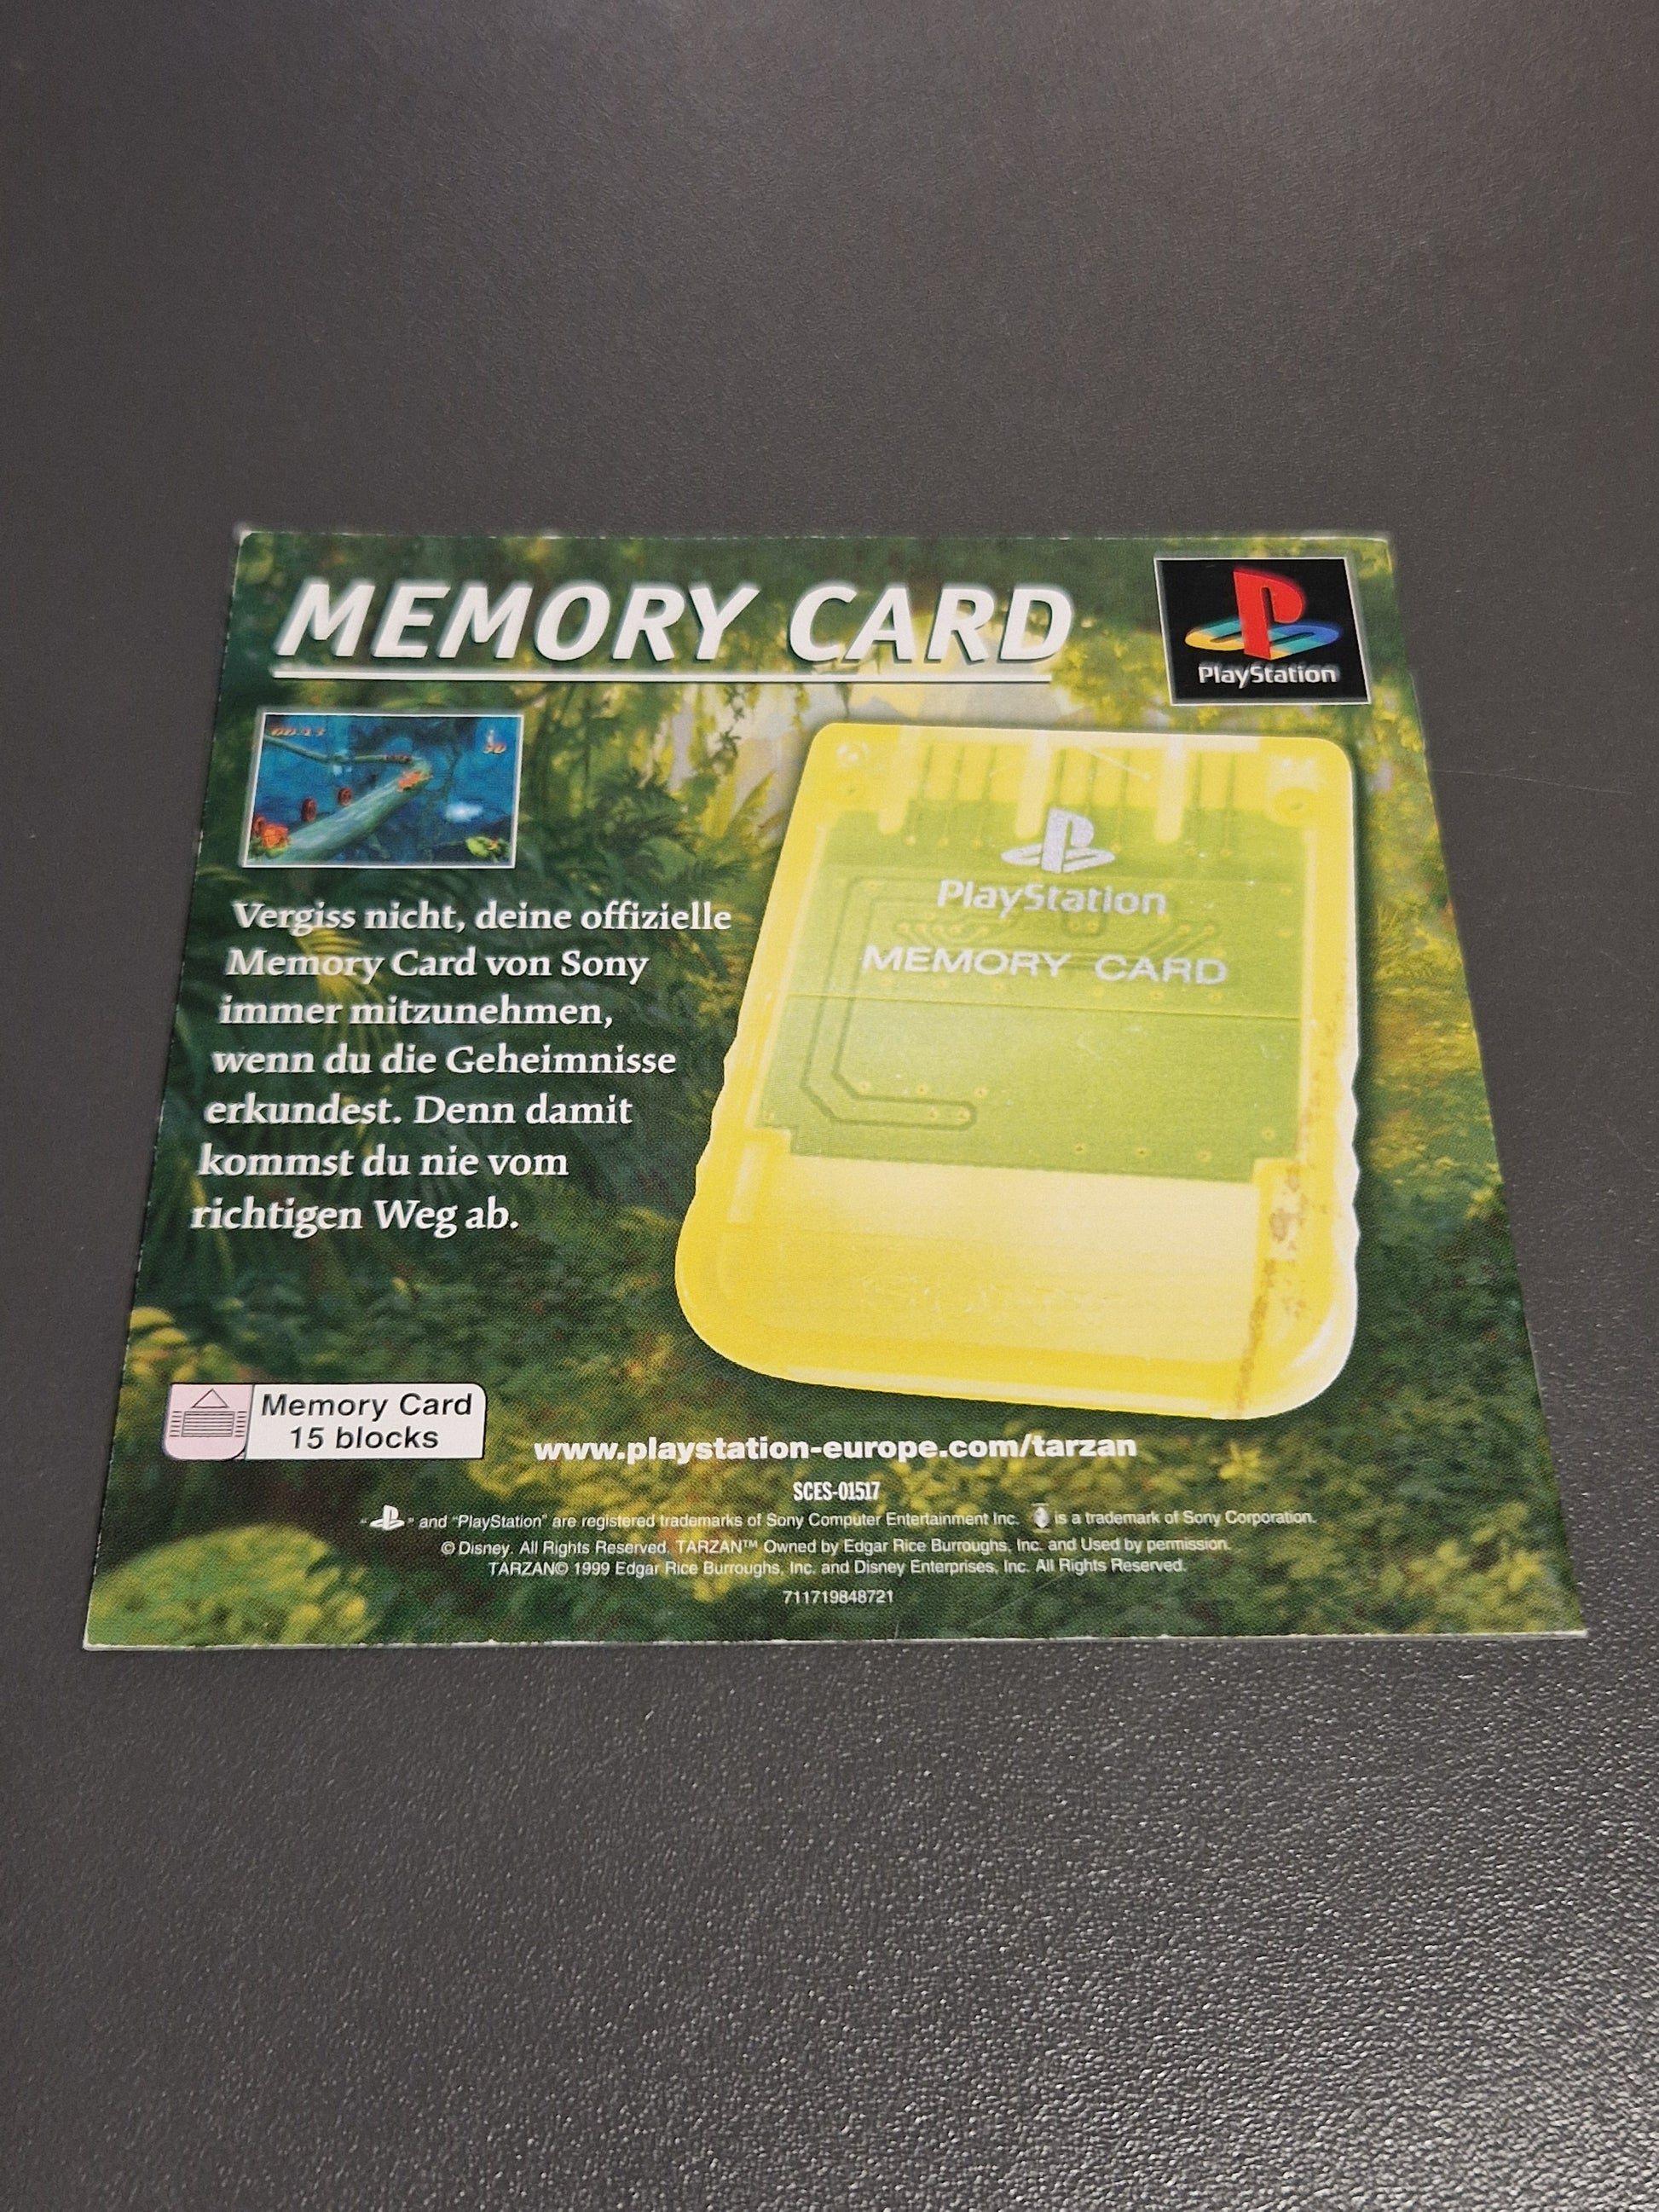 MEMORY CARD
PlayStation
PlayStation
MEMORY CARD
Vergiss nicht, deine offizielle
Memory Card von Sony
immer mitzunehmen,
wenn du die Geheimnisse
erkundest. Denn damit
kommst du nie vom
richtigen Weg ab.
Memory Card
15 blocks
www.playstation-europe.com/tarzan
SCES-01517
" " and "PlayStation" are registered trademarks of Sony Computer Entertainment Inc. is a trademark of Sony Corporation.
© Disney. All Rights Reserved. TARZAN™ Owned by Edgar Rice Burroughs, Inc. and Used by permission.
TARZAN© 1999 Edgar Rice Burroughs, Inc. and Disney Enterprises, Inc. All Rights Reserved.
711719848721